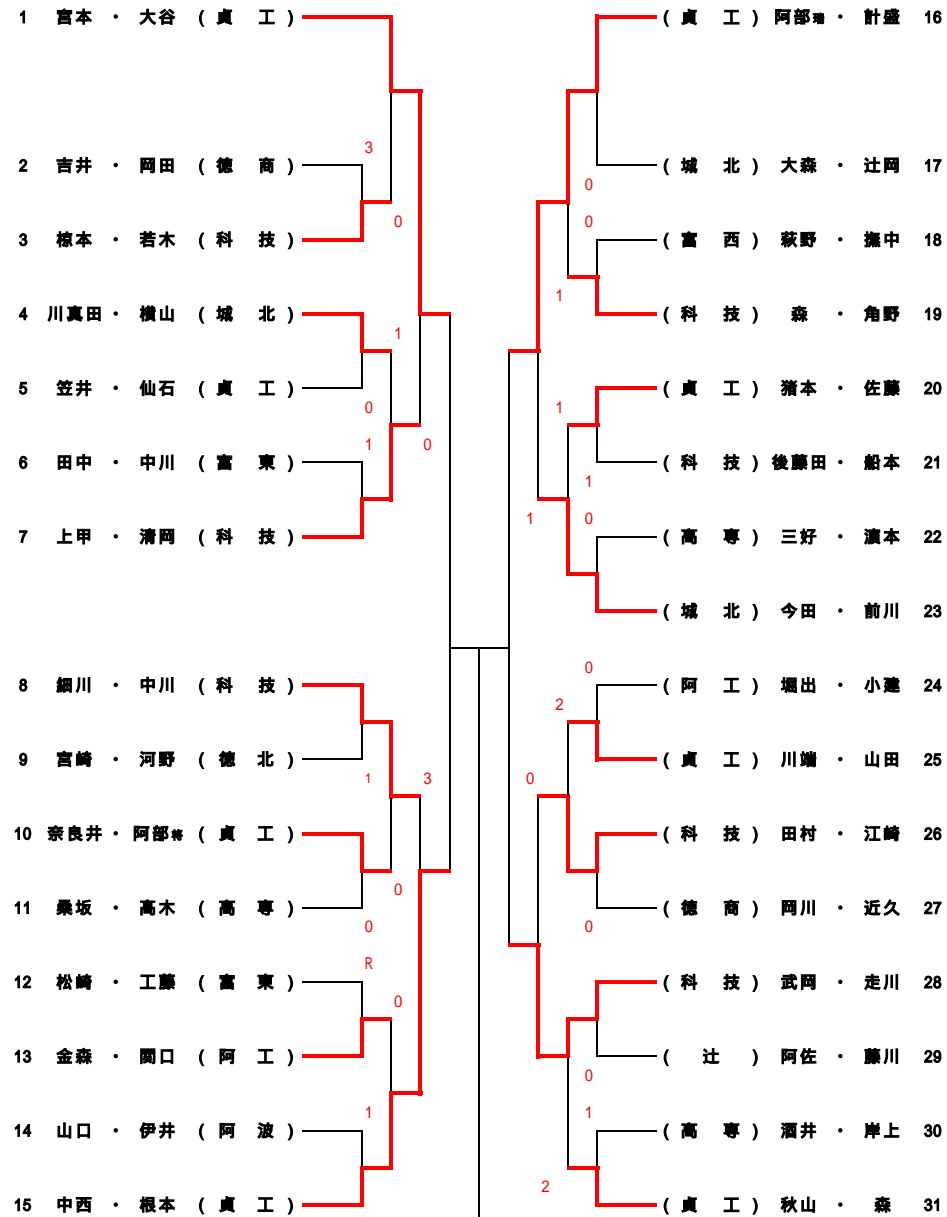 1 宮本 ・ 大谷 ( 貞 工 )
3
2 吉井 ・ 岡田 ( 徳 商 )
0
3 椋本 ・ 若木 ( 科 技 )
4 川真田 ・ 横山 ( 城 北 )
1
5 笠井 ・ 仙石 ( 貞 工 )
0
1 0
6 田中 ・ 中川 ( 富 東 )
7 上甲 ・ 清岡 ( 科 技 )
8 細川 ・ 中川 ( 科 技 )
9 宮崎 ・ 河野 ( 徳 北 )
1 3
10 奈良井 ・ 阿部将 ( 貞 工 )
0
11 桑坂 ・ 高木 ( 高 専 )
0
R
12 松崎 ・ 工藤 ( 富 東 )
0
13 金森 ・ 関口 ( 阿 工 )
1
14 山口 ・ 伊井 ( 阿 波 )
15 中西 ・ 根本 ( 貞 工 )
( 貞 工 ) 阿部瑞 ・ 計盛 16
( 城 北 ) 大森 ・ 辻岡 17
0
0
( 富 西 ) 萩野 ・ 撫中 18
1
( 科 技 ) 森 ・ 角野 19
( 貞 工 ) 猪本 ・ 佐藤 20
1
( 科 技 ) 後藤田 ・ 船本 21
1
1 0
( 高 専 ) 三好 ・ 濵本 22
( 城 北 ) 今田 ・ 前川 23
0
( 阿 工 ) 堀出 ・ 小建 24
2
( 貞 工 ) 川端 ・ 山田 25
0
( 科 技 ) 田村 ・ 江崎 26
( 徳 商 ) 岡川 ・ 近久 27
0
( 科 技 ) 武岡 ・ 走川 28
( 辻 ) 阿佐 ・ 藤川 29
0
1
( 高 専 ) 酒井 ・ 岸上 30
2
( 貞 工 ) 秋山 ・ 森 31